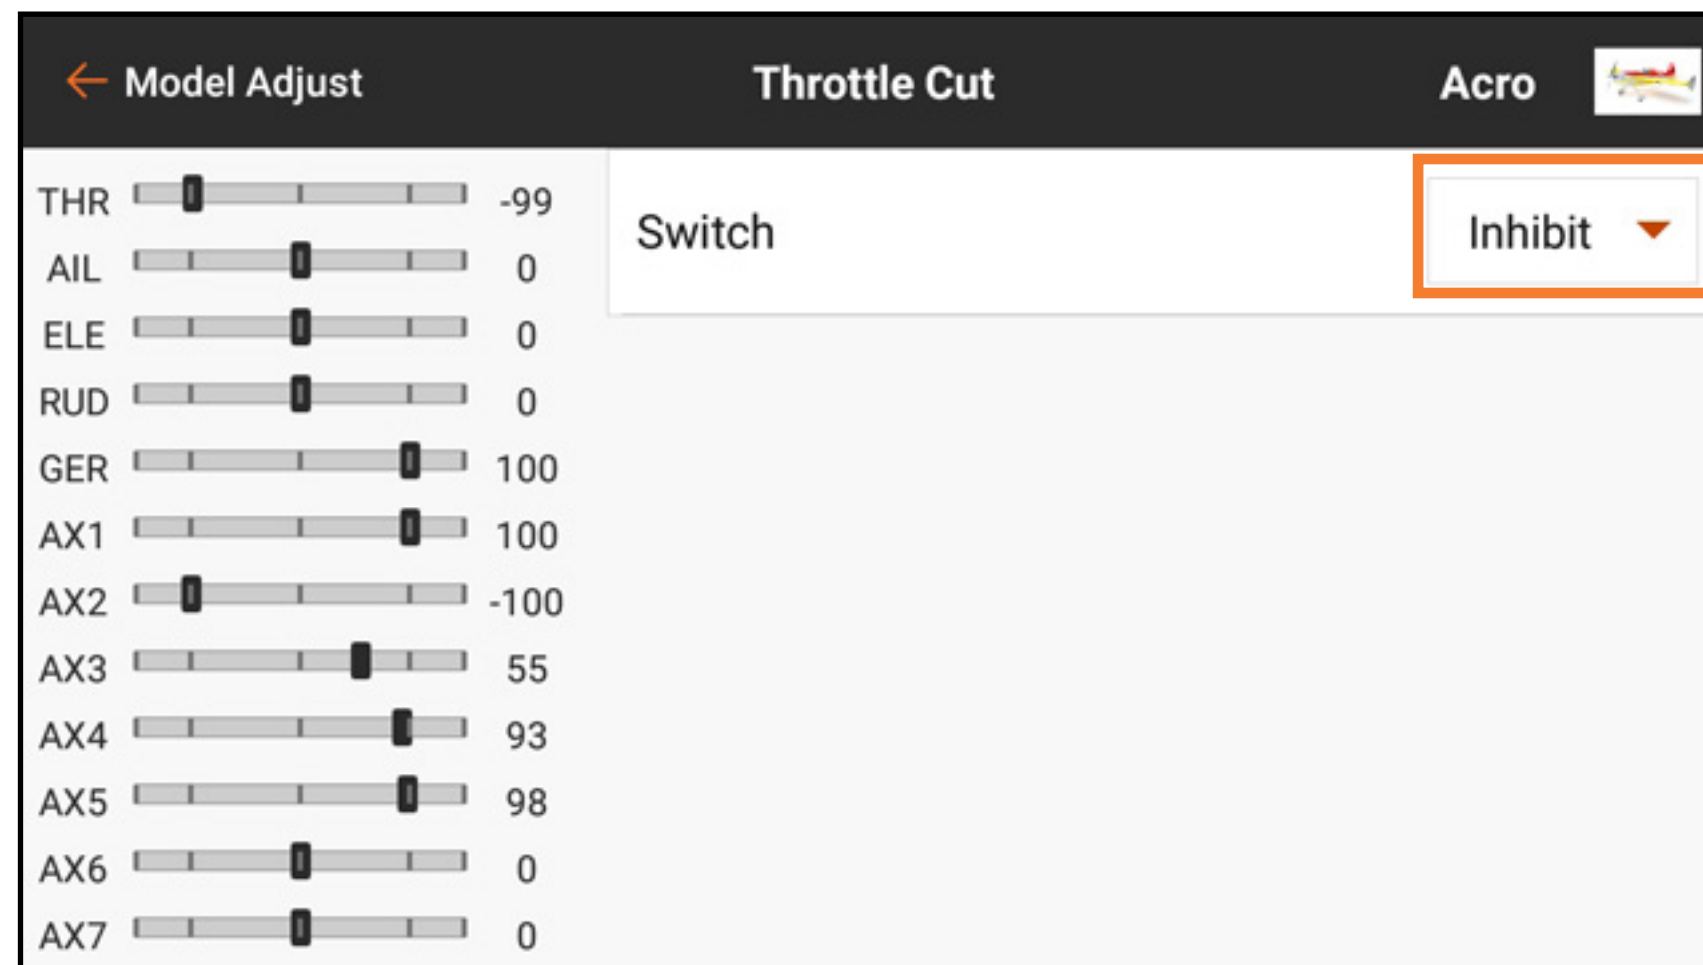 Model Adjust Throttle Cut Acro
THR -99 Switch Inhibit
AIL 0
ELE 0
RUD 0
GER 100
AX1 100
AX2 -100
AX3 55
AX4 93
AX5 98
AX6 0
AX7 0